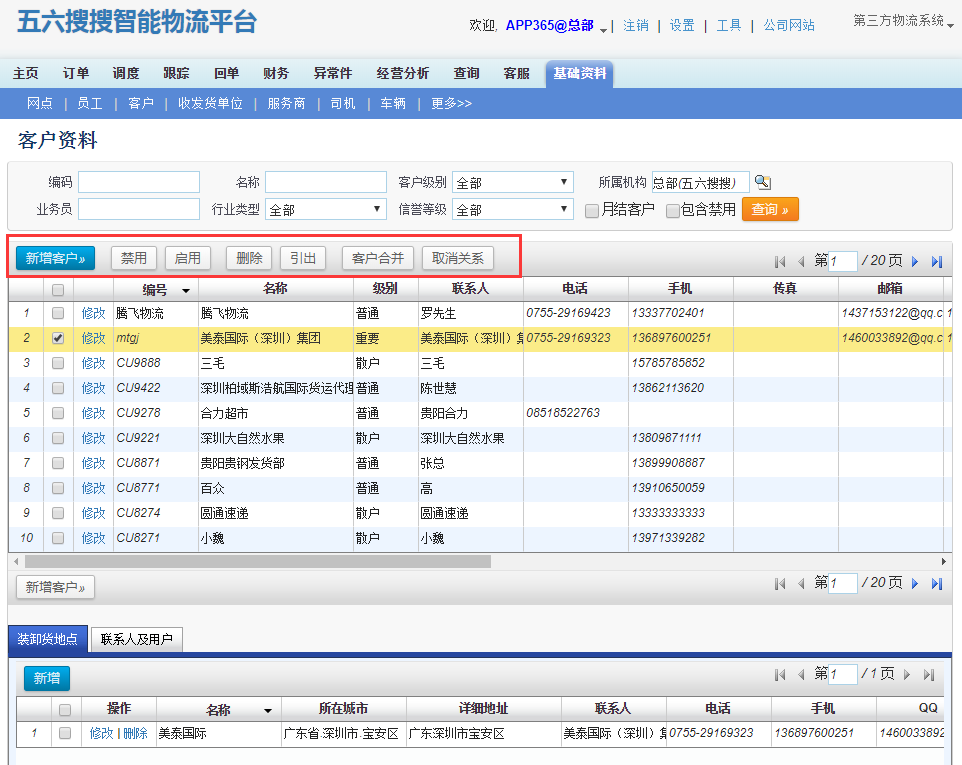 五六搜搜智能物流平台
欢迎, APP365@总部 | 注销 | 设置 | 工具 | 公司网站 第三方物流系统
主页 订单 调度 跟踪 回单 财务 异常件 经营分析 查询 客服 基础资料
网点 | 员工 | 客户 | 收发货单位 | 服务商 | 司机 | 车辆 | 更多>>
客户资料
编码 名称 客户级别 全部 所属机构 总部(五六搜搜)
业务员 行业类型 全部 信誉等级 全部 月结客户 包含禁用 查询 »
新增客户» 禁用 启用 删除 引出 客户合并 取消关系 第 1 / 20 页
编号 名称 级别 联系人 电话 手机 传真 邮箱
1 修改 腾飞物流 腾飞物流 普通 罗先生 0755-29169423 13337702401 1437153122@qq.c 1
2 修改 mtgj 美泰国际（深圳）集团 重要 美泰国际（深圳） 0755-29169323 136897600251 1460033892@qq.c 1
3 修改 CU9888 三毛 散户 三毛 15785785852
4 修改 CU9422 深圳柏域斯浩航国际货运代理 普通 陈世慧 13862113620
5 修改 CU9278 合力超市 普通 贵阳合力 08518522763
6 修改 CU9221 深圳大自然水果 散户 深圳大自然水果 13809871111
7 修改 CU8871 贵阳贵钢发货部 普通 张总 13899908887
8 修改 CU8771 百众 普通 高 13910650059
9 修改 CU8274 圆通速递 散户 圆通速递 13333333333
10 修改 CU8271 小魏 散户 小魏 13971339282
新增客户» 第 1 / 20 页
装卸货地点 联系人及用户
新增 第 1 / 1 页
操作 名称 所在城市 详细地址 联系人 电话 手机 QQ
1 修改 | 删除 美泰国际 广东省.深圳市.宝安区 广东深圳市宝安区 美泰国际（深圳） 0755-29169323 136897600251 1460033892